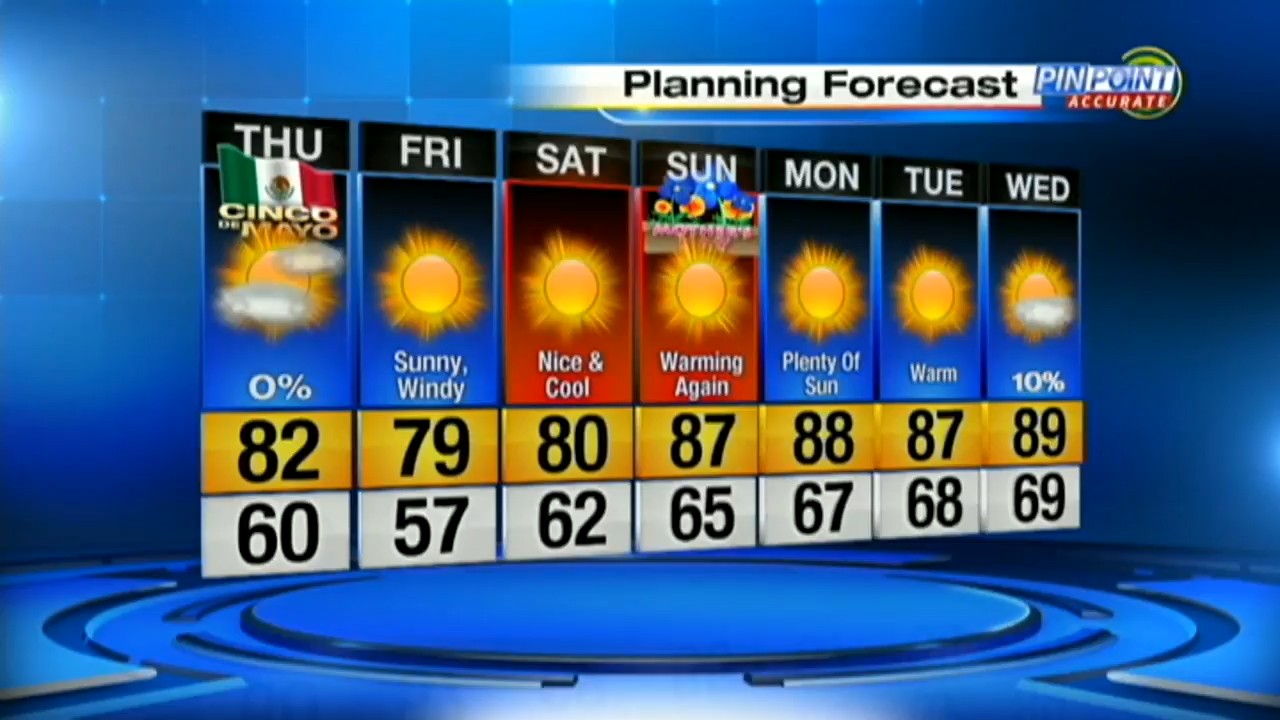 Planning Forecast
PINPOINT
ACCURATE
THU
FRI
SAT
SUN
MON
TUE
WED
CINCO
DE MAYO
MOTHER'S
0%
Sunny,
Windy
Nice &
Cool
Warming
Again
Plenty Of
Sun
Warm
10%
82
79
80
87
88
87
89
60
57
62
65
67
68
69